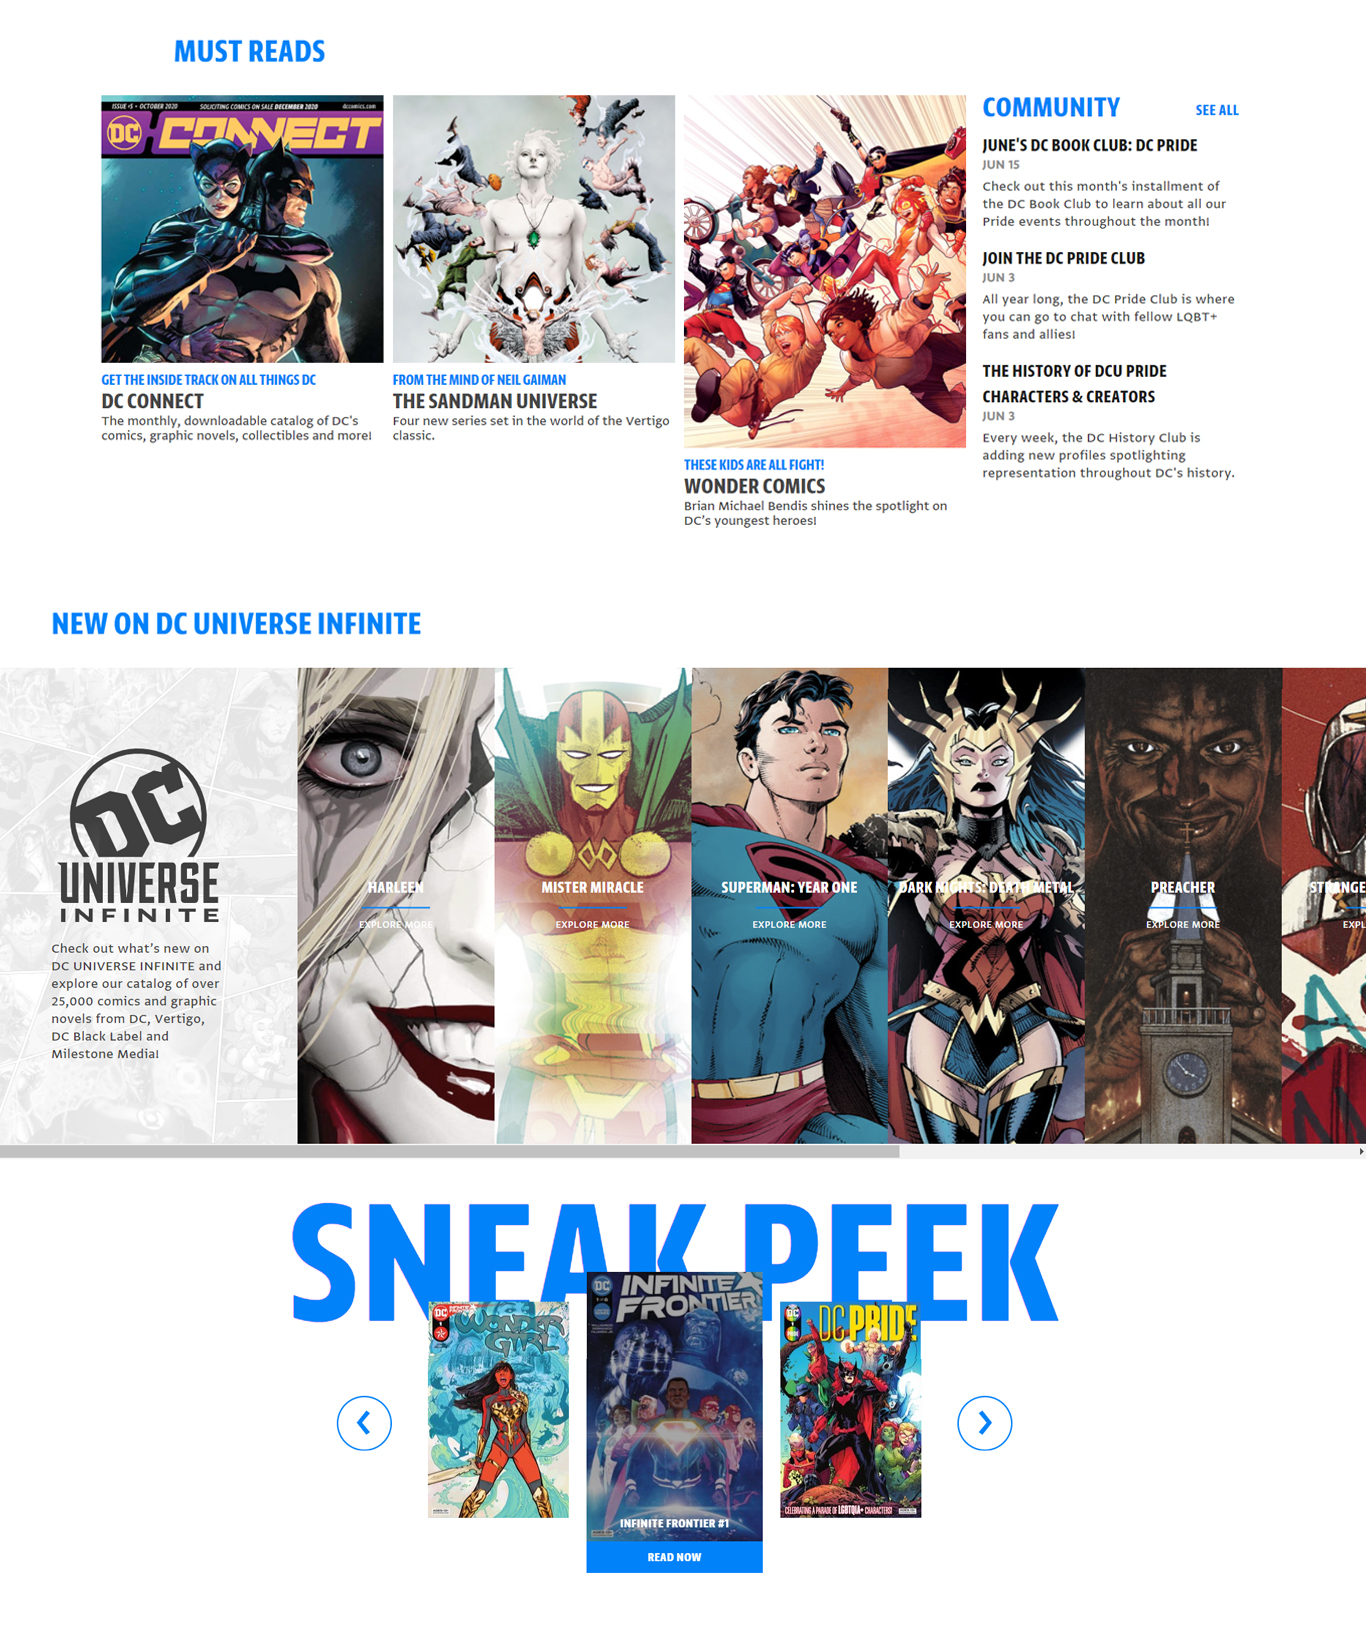 MUST READS
ISSUE #5 • OCTOBER 2020 SOLICITING COMICS ON SALE DECEMBER 2020 dccomics.com
DC CONNECT
GET THE INSIDE TRACK ON ALL THINGS DC
DC CONNECT
The monthly, downloadable catalog of DC's
comics, graphic novels, collectibles and more!
FROM THE MIND OF NEIL GAIMAN
THE SANDMAN UNIVERSE
Four new series set in the world of the Vertigo
classic.
THESE KIDS ARE ALL FIGHT!
WONDER COMICS
Brian Michael Bendis shines the spotlight on
DC’s youngest heroes!
COMMUNITY SEE ALL
JUNE'S DC BOOK CLUB: DC PRIDE
JUN 15
Check out this month's installment of
the DC Book Club to learn about all our
Pride events throughout the month!
JOIN THE DC PRIDE CLUB
JUN 3
All year long, the DC Pride Club is where
you can go to chat with fellow LQBT+
fans and allies!
THE HISTORY OF DCU PRIDE
CHARACTERS & CREATORS
JUN 3
Every week, the DC History Club is
adding new profiles spotlighting
representation throughout DC's history.
NEW ON DC UNIVERSE INFINITE
DC
UNIVERSE
INFINITE
Check out what’s new on
DC UNIVERSE INFINITE and
explore our catalog of over
25,000 comics and graphic
novels from DC, Vertigo,
DC Black Label and
Milestone Media!
HARLEEN
EXPLORE MORE
MISTER MIRACLE
EXPLORE MORE
SUPERMAN: YEAR ONE
EXPLORE MORE
DARK NIGHTS: DEATH METAL
EXPLORE MORE
PREACHER
EXPLORE MORE
STRANGE
EXPL
SNEAK PEEK
DC
WONDER
GIRL
DC
INFINITE
FRONTIER
INFINITE FRONTIER #1
READ NOW
DC
DC PRIDE
CELEBRATING A PARADE OF LGBTQIA+ CHARACTERS!